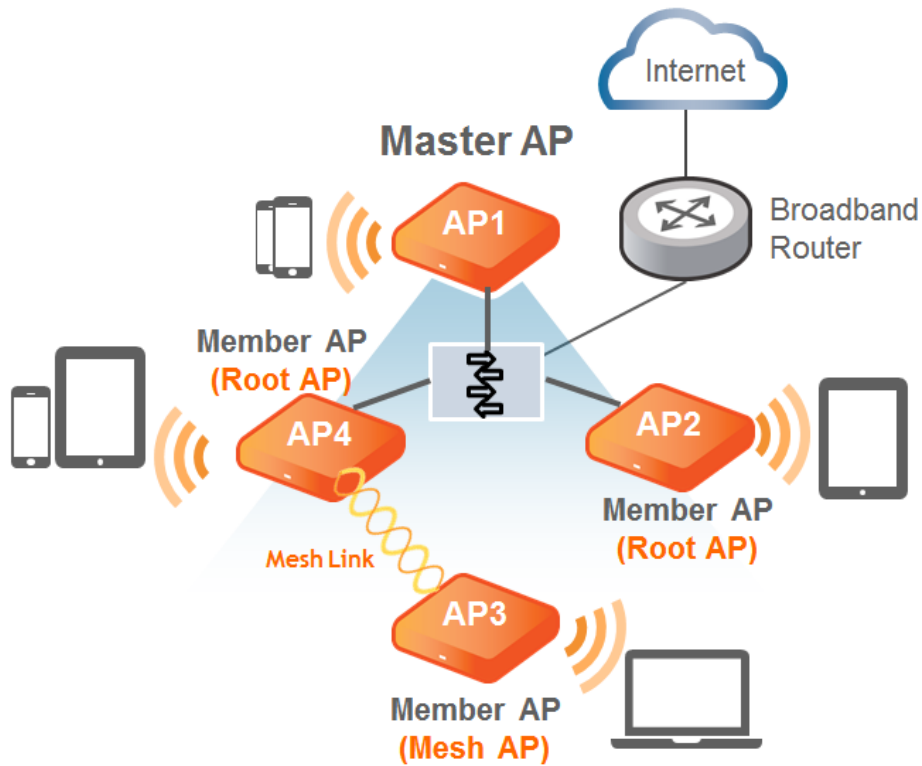 Internet
Master AP
AP1
Broadband
Router
Member AP
(Root AP)
AP4
AP2
Member AP
(Root AP)
Mesh Link
AP3
Member AP
(Mesh AP)